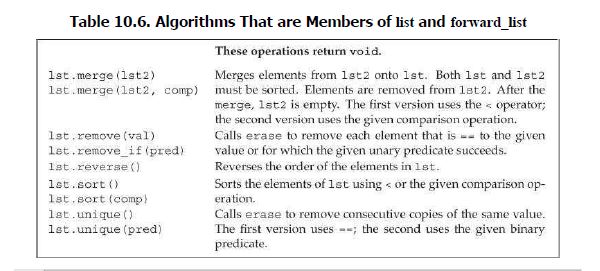 Table 10.6. Algorithms That are Members of list and forward_list
These operations return void.
lst.merge(lst2) Merges elements from lst2 onto lst. Both lst and lst2
lst.merge(lst2, comp) must be sorted. Elements are removed from lst2. After the
merge, lst2 is empty. The first version uses the < operator;
the second version uses the given comparison operation.
lst.remove(val) Calls erase to remove each element that is == to the given
lst.remove_if(pred) value or for which the given unary predicate succeeds.
lst.reverse() Reverses the order of the elements in lst.
lst.sort() Sorts the elements of lst using < or the given comparison op-
lst.sort(comp) eration.
lst.unique() Calls erase to remove consecutive copies of the same value.
lst.unique(pred) The first version uses ==; the second uses the given binary
predicate.